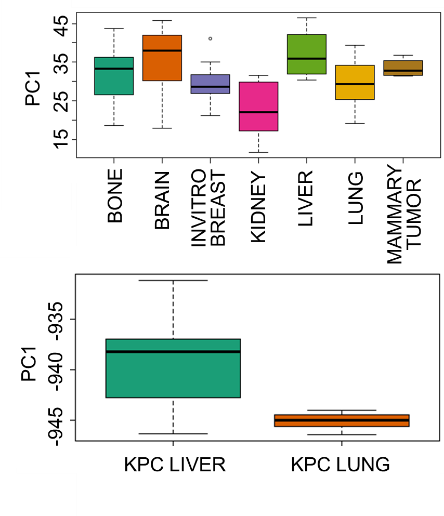 PC1
45
35
25
15
BONE
BRAIN
INVITRO
BREAST
KIDNEY
LIVER
LUNG
MAMMARY
TUMOR
PC1
-935
-940
-945
KPC LIVER
KPC LUNG